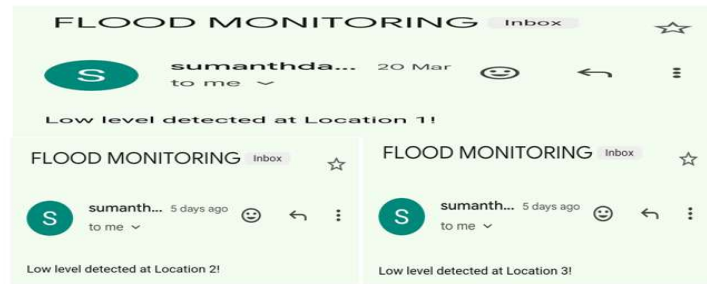 FLOOD MONITORING Inbox
S sumanthda... 20 Mar
to me
Low level detected at Location 1!
FLOOD MONITORING Inbox
S sumanth... 5 days ago
to me
Low level detected at Location 2!
FLOOD MONITORING Inbox
S sumanth... 5 days ago
to me
Low level detected at Location 3!